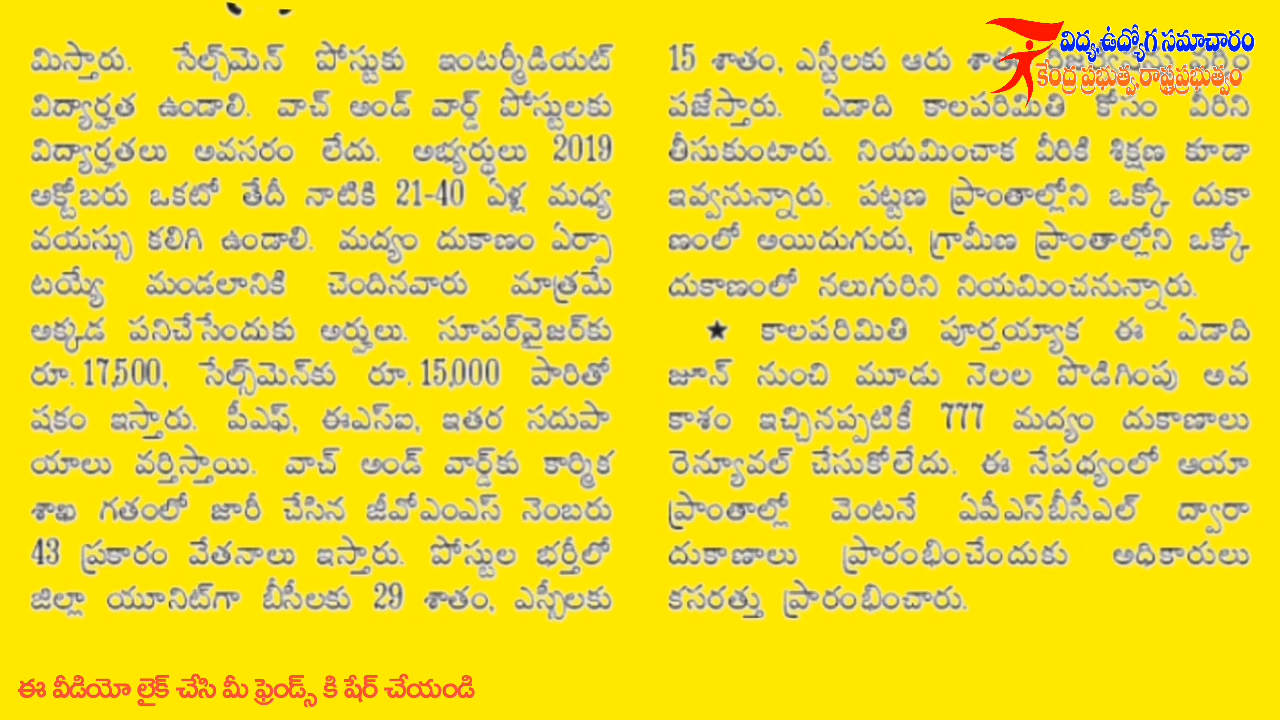 మిస్తారు. సేల్స్‌మెన్ పోస్టుకు ఇంటర్మీడియట్
విద్యార్హత ఉండాలి. వాచ్ అండ్ వార్డ్ పోస్టులకు
విద్యార్హతలు అవసరం లేదు. అభ్యర్థులు 2019
అక్టోబరు ఒకటో తేదీ నాటికి 21-40 ఏళ్ల మధ్య
వయస్సు కలిగి ఉండాలి. మద్యం దుకాణం ఏర్పా
టయ్యే మండలానికి చెందినవారు మాత్రమే
అక్కడ పనిచేసేందుకు అర్హులు. సూపర్‌వైజర్‌కు
రూ. 17,500, సేల్స్‌మెన్‌కు రూ. 15,000 పారితో
షకం ఇస్తారు. పీఎఫ్, ఈఎస్ఐ, ఇతర సదుపా
యాలు వర్తిస్తాయి. వాచ్ అండ్ వార్డ్‌కు కార్మిక
శాఖ గతంలో జారీ చేసిన జీవోఎంఎస్ నెంబరు
43 ప్రకారం వేతనాలు ఇస్తారు. పోస్టుల భర్తీలో
జిల్లా యూనిట్‌గా బీసీలకు 29 శాతం, ఎస్సీలకు
15 శాతం, ఎస్టీలకు ఆరు
పజేస్తారు. ఏడాది కాలపరిమితి కోసం వీరిని
తీసుకుంటారు. నియమించాక వీరికి శిక్షణ కూడా
ఇవ్వనున్నారు. పట్టణ ప్రాంతాల్లోని ఒక్కో దుకా
ణంలో అయిదుగురు, గ్రామీణ ప్రాంతాల్లోని ఒక్కో
దుకాణంలో నలుగురిని నియమించనున్నారు.
★ కాలపరిమితి పూర్తయ్యాక ఈ ఏడాది
జూన్ నుంచి మూడు నెలల పొడిగింపు అవ
కాశం ఇచ్చినప్పటికీ 777 మద్యం దుకాణాలు
రెన్యూవల్ చేసుకోలేదు. ఈ నేపథ్యంలో ఆయా
ప్రాంతాల్లో వెంటనే ఏపీఎస్‌బీసీఎల్ ద్వారా
దుకాణాలు ప్రారంభించేందుకు అధికారులు
కసరత్తు ప్రారంభించారు.
విద్య,ఉద్యోగ సమాచారం
కేంద్ర ప్రభుత్వ,రాష్ట్రప్రభుత్వం
ఈ వీడియో లైక్ చేసి మీ ఫ్రెండ్స్ కి షేర్ చేయండి